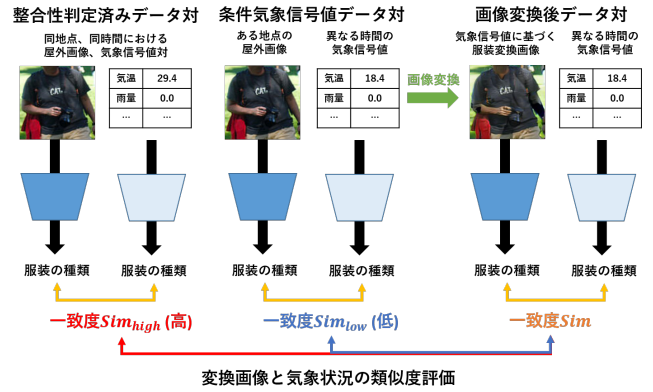 整合性判定済みデータ対
同地点、同時間における
屋外画像、気象信号値対
気温 29.4
雨量 0.0
... ...
CAT
服装の種類 服装の種類
一致度Sim_high (高)
条件気象信号値データ対
ある地点の
屋外画像
異なる時間の
気象信号値
気温 18.4
雨量 0.0
... ...
CAT
服装の種類 服装の種類
一致度Sim_low (低)
画像変換
画像変換後データ対
気象信号値に基づく
服装変換画像
異なる時間の
気象信号値
気温 18.4
雨量 0.0
... ...
服装の種類 服装の種類
一致度Sim
変換画像と気象状況の類似度評価